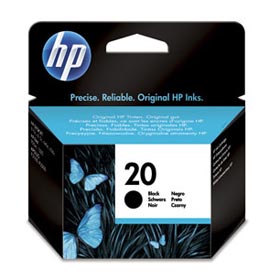 hp
Precise. Reliable. Original HP Inks.
20
Black
Schwarz
Noir
Negro
Preto
Czarny